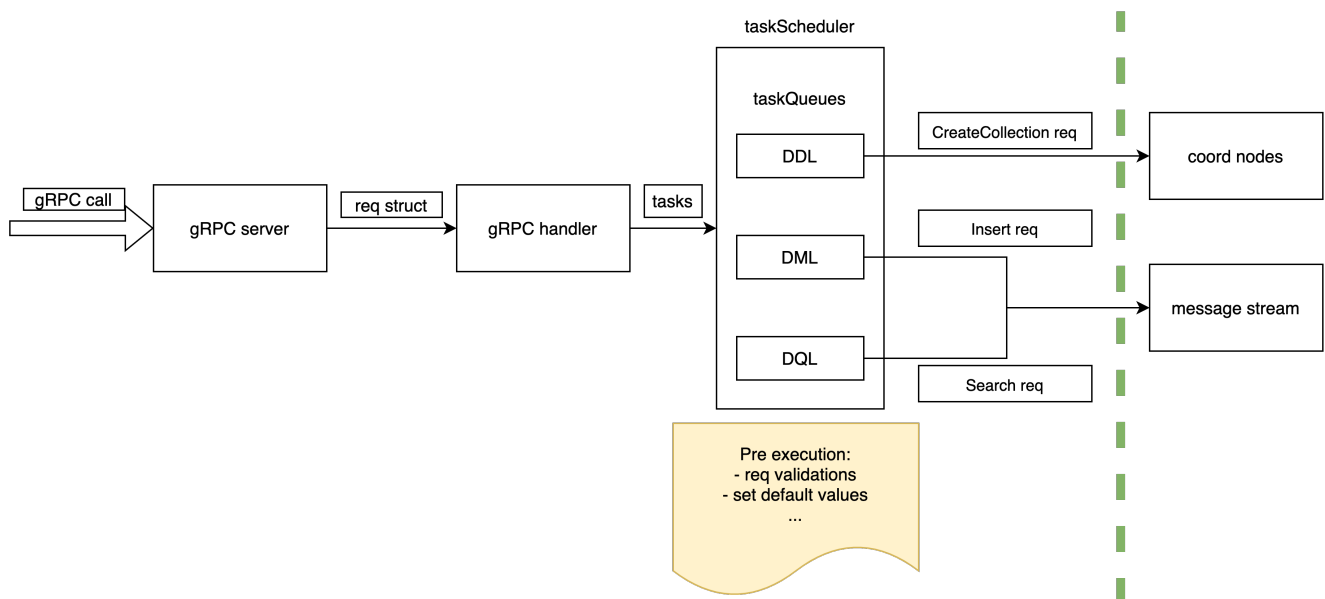 taskScheduler
taskQueues
CreateCollection req
DDL
coord nodes
gRPC call
req struct
tasks
gRPC server
gRPC handler
Insert req
DML
message stream
DQL
Search req
Pre execution:
- req validations
- set default values
...